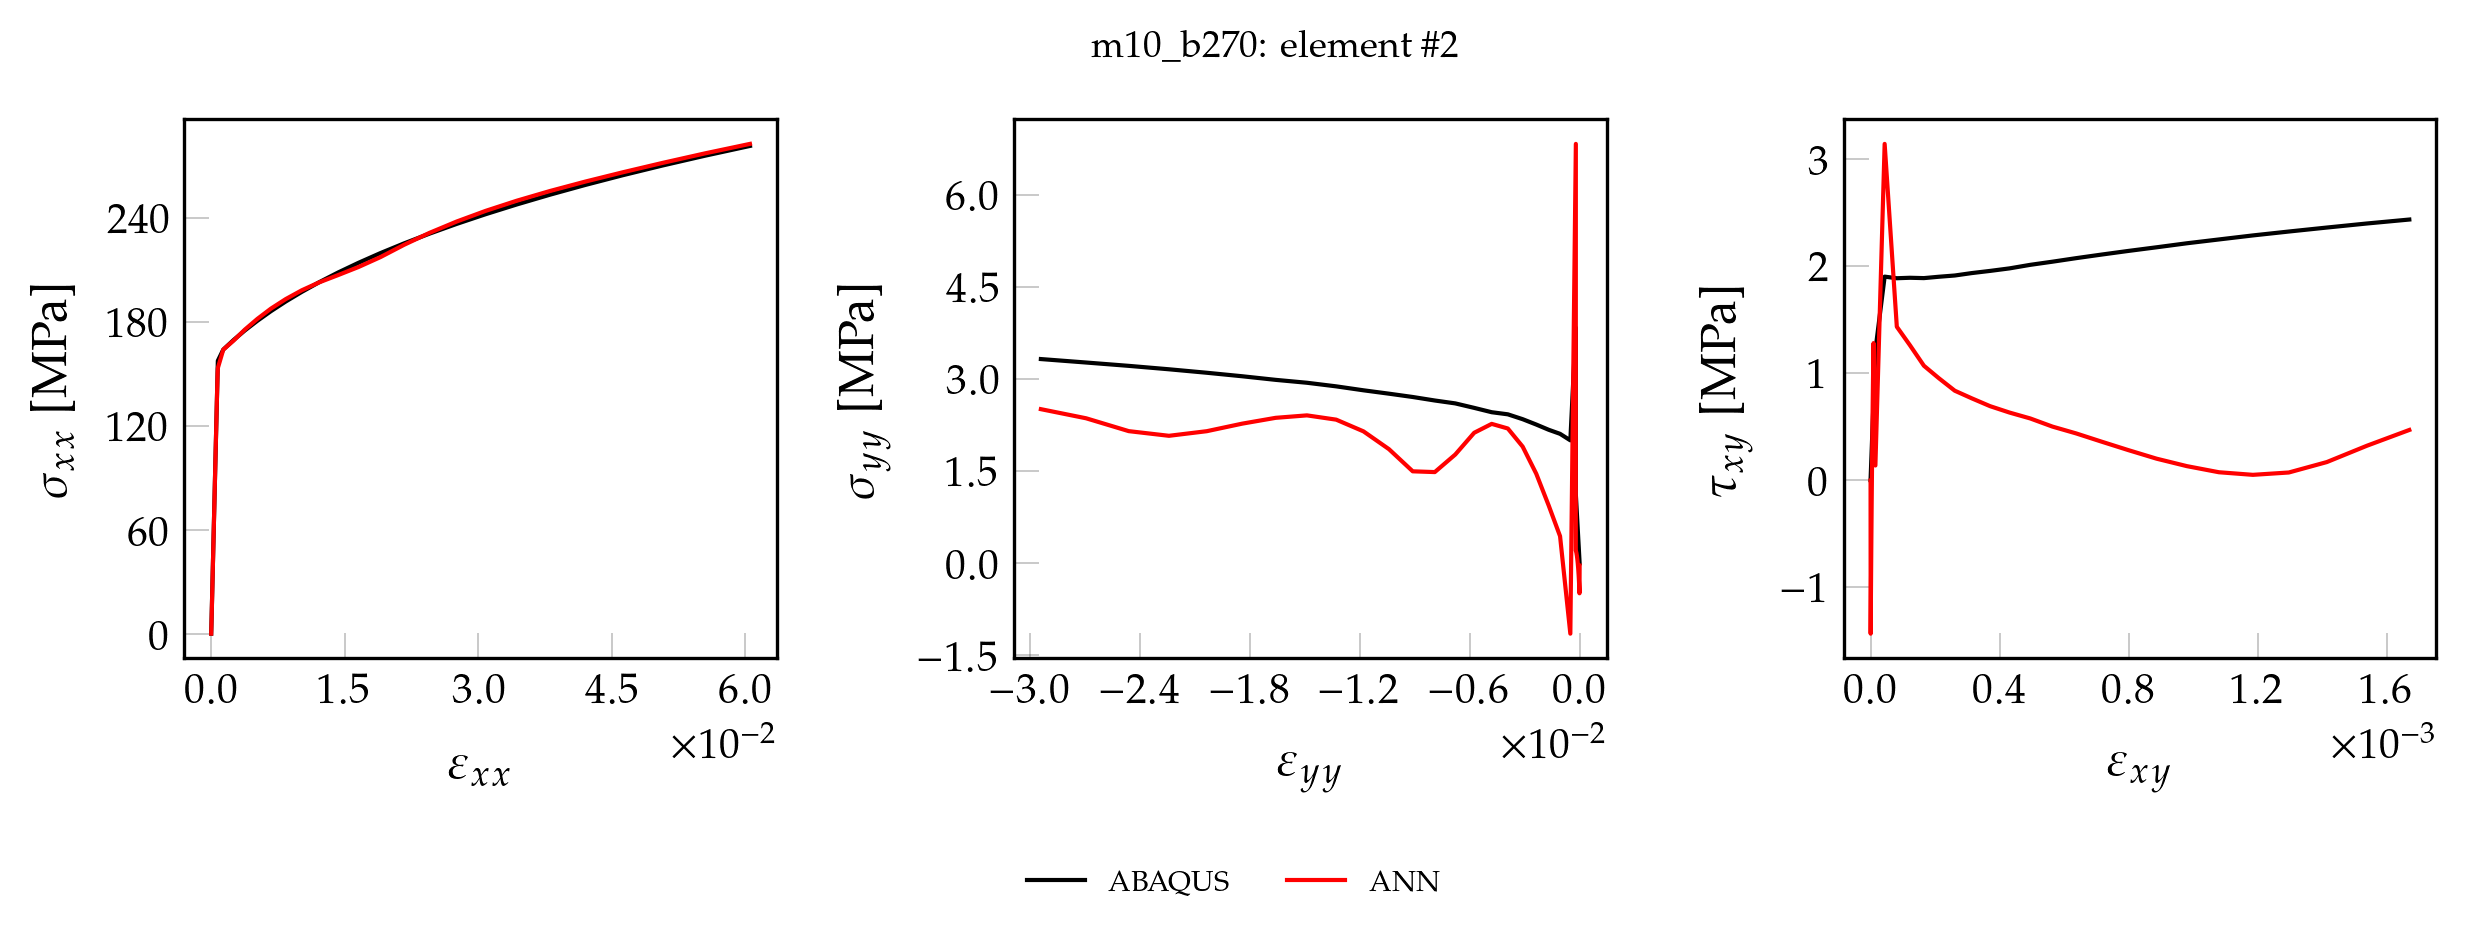 m10_b270: element #2
σxx [MPa]
240
180
120
60
0
0.0 1.5 3.0 4.5 6.0
×10−2
εxx
σyy [MPa]
6.0
4.5
3.0
1.5
0.0
−1.5
−3.0 −2.4 −1.8 −1.2 −0.6 0.0
×10−2
εyy
τxy [MPa]
3
2
1
0
−1
0.0 0.4 0.8 1.2 1.6
×10−3
εxy
ABAQUS ANN